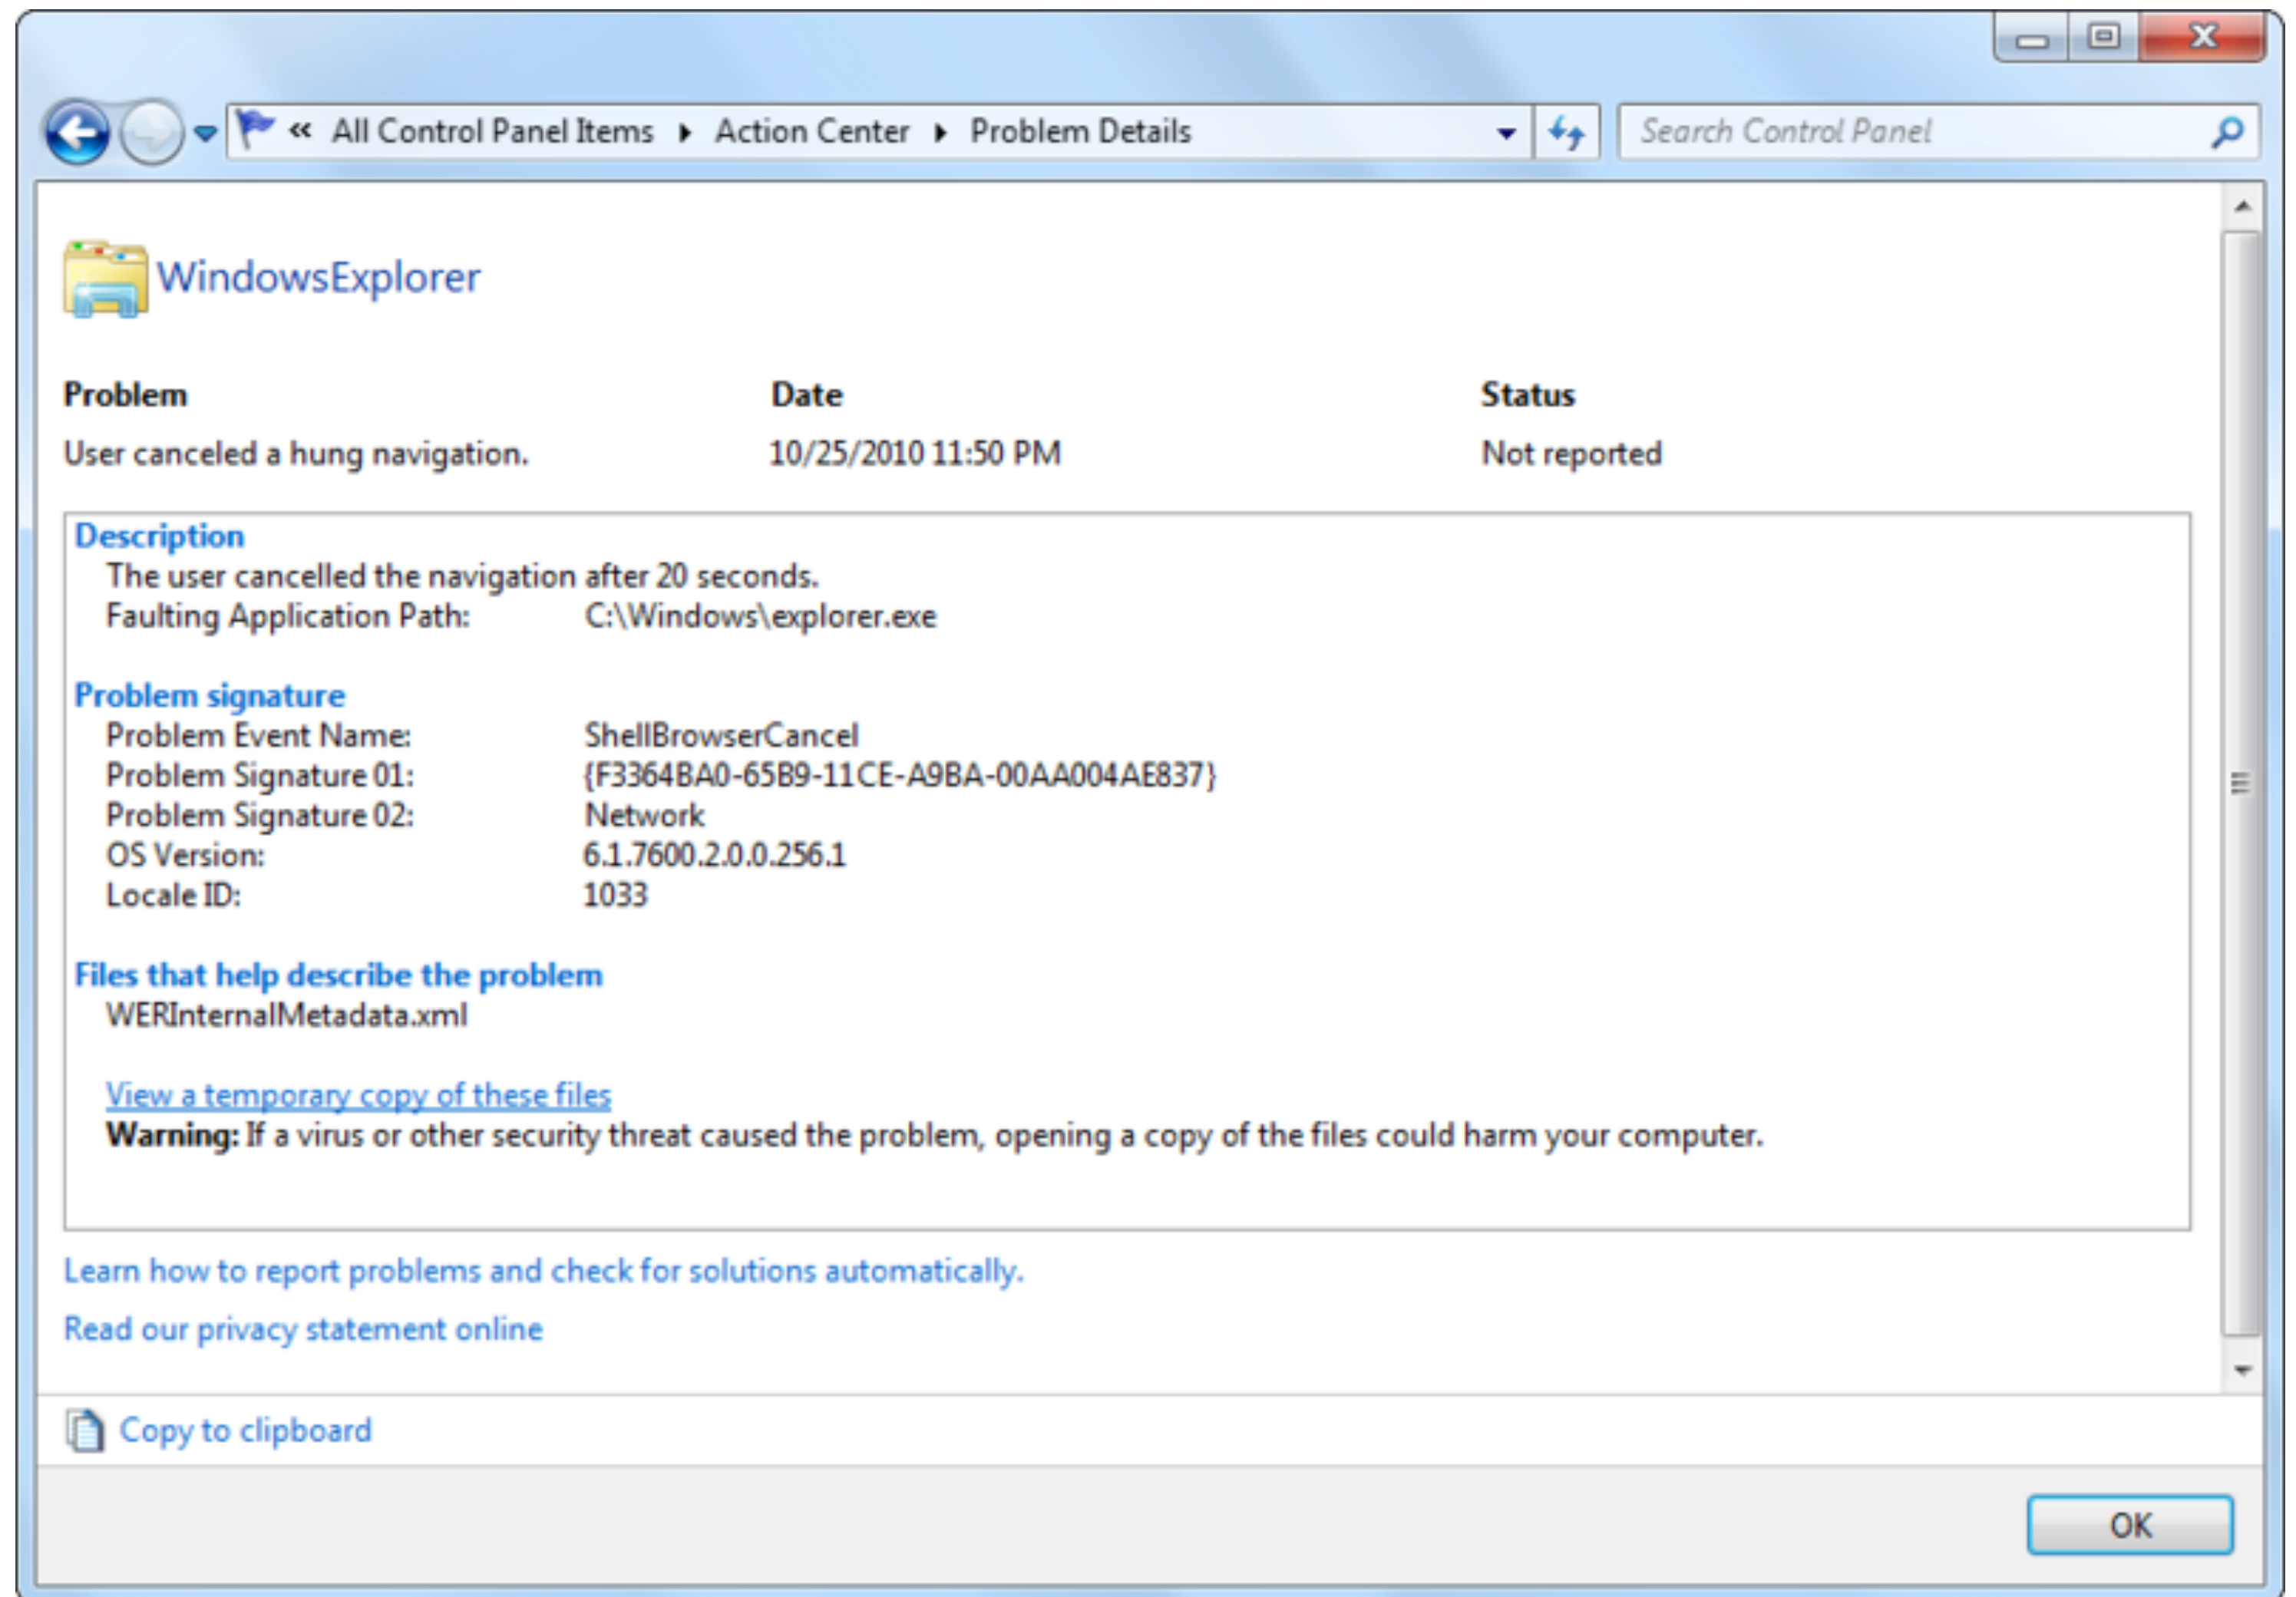 « All Control Panel Items ▸ Action Center ▸ Problem Details
Search Control Panel
WindowsExplorer
Problem Date Status
User canceled a hung navigation. 10/25/2010 11:50 PM Not reported
Description
The user cancelled the navigation after 20 seconds.
Faulting Application Path: C:\Windows\explorer.exe
Problem signature
Problem Event Name: ShellBrowserCancel
Problem Signature 01: {F3364BA0-65B9-11CE-A9BA-00AA004AE837}
Problem Signature 02: Network
OS Version: 6.1.7600.2.0.0.256.1
Locale ID: 1033
Files that help describe the problem
WERInternalMetadata.xml
View a temporary copy of these files
Warning: If a virus or other security threat caused the problem, opening a copy of the files could harm your computer.
Learn how to report problems and check for solutions automatically.
Read our privacy statement online
Copy to clipboard
OK